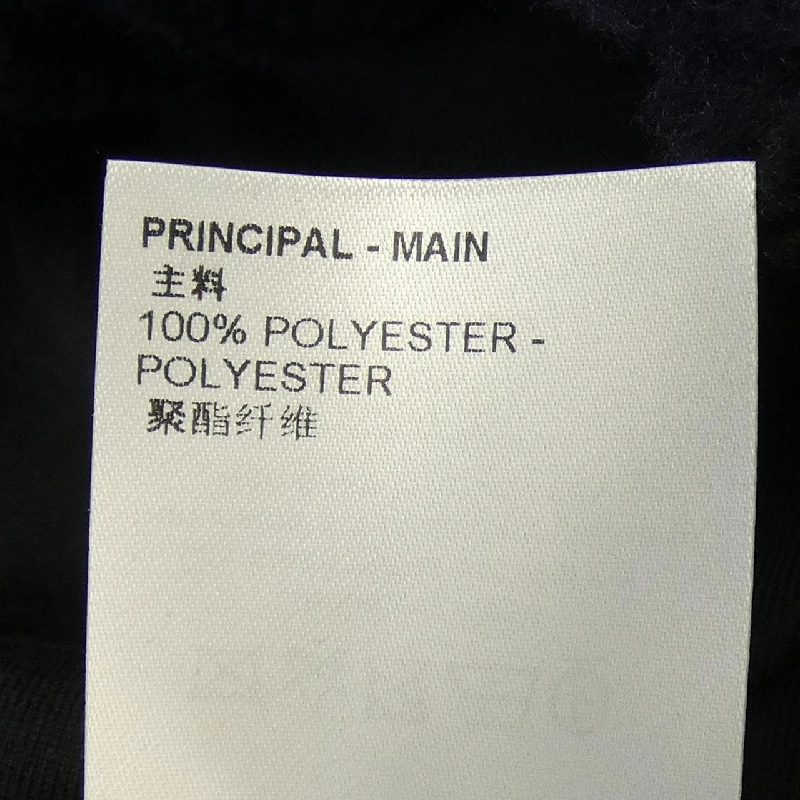 PRINCIPAL - MAIN
主料
100% POLYESTER -
POLYESTER
聚酯纤维